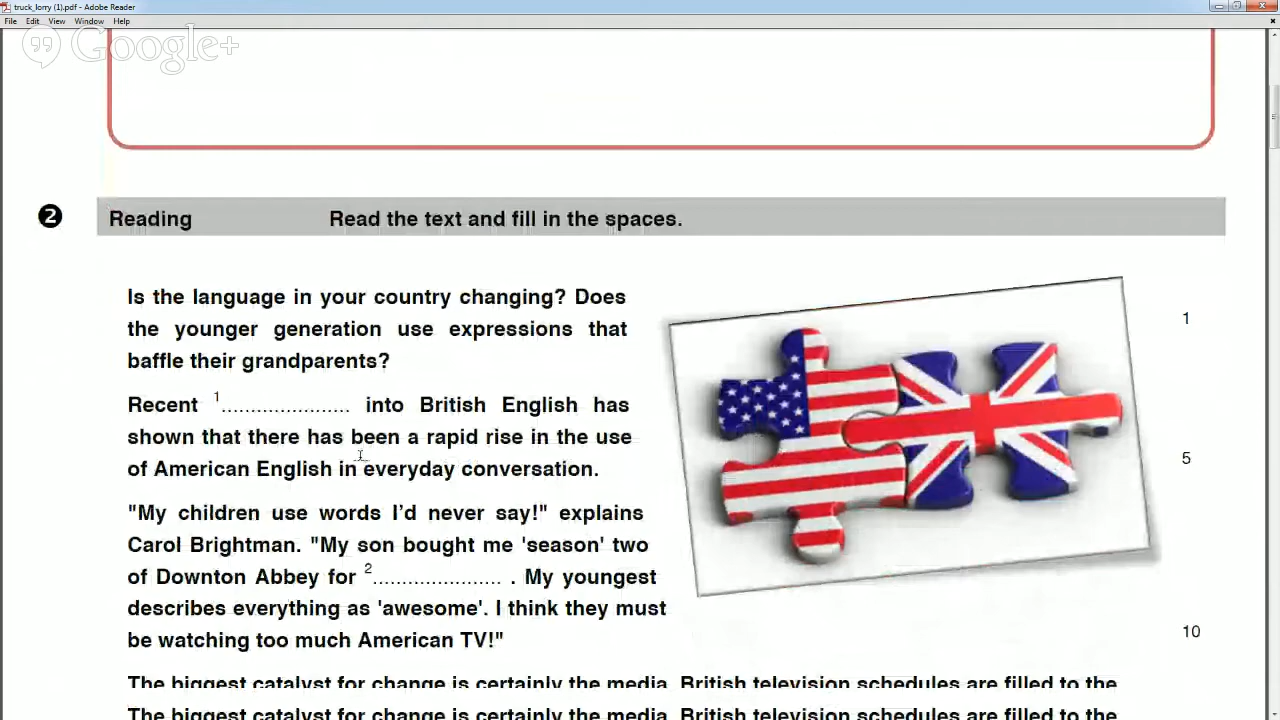 truck_lorry (1).pdf - Adobe Reader
File Edit View Window Help
Google+
2 Reading Read the text and fill in the spaces.
Is the language in your country changing? Does
the younger generation use expressions that
baffle their grandparents?
1
Recent 1...................... into British English has
shown that there has been a rapid rise in the use
of American English in everyday conversation.
5
"My children use words I'd never say!" explains
Carol Brightman. "My son bought me 'season' two
of Downton Abbey for 2...................... . My youngest
describes everything as 'awesome'. I think they must
be watching too much American TV!"
10
The biggest catalyst for change is certainly the media. British television schedules are filled to the
The biggest catalyst for change is certainly the media. British television schedules are filled to the